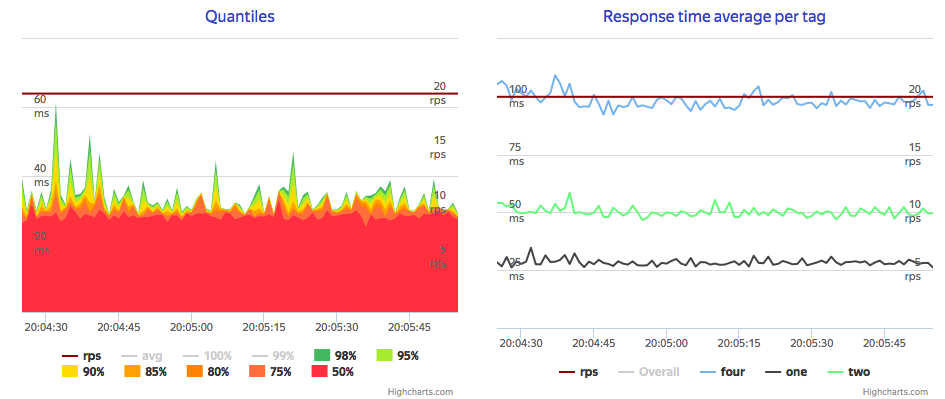 Quantiles
20
rps
60
ms
15
rps
40
ms
10
rps
20
ms
5
rps
20:04:30 20:04:45 20:05:00 20:05:15 20:05:30 20:05:45
rps avg 100% 99% 98% 95%
90% 85% 80% 75% 50%
Highcharts.com
Response time average per tag
100
ms
20
rps
75
ms
15
rps
50
ms
10
rps
25
ms
5
rps
20:04:30 20:04:45 20:05:00 20:05:15 20:05:30 20:05:45
rps Overall four one two
Highcharts.com